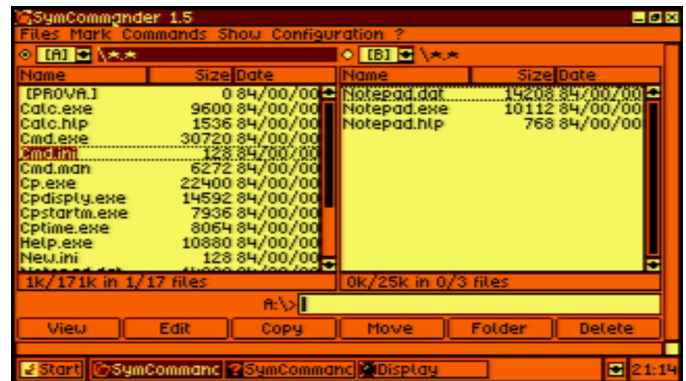 SymCommander 1.5
Files Mark Commands Show Configuration ?
[A] \*.*
[B] \*.*
Name Size Date
[PROVA.] 0 84/00/00
Calc.exe 9600 84/00/00
Calc.hlp 1536 84/00/00
Cmd.exe 30720 84/00/00
Cmd.ini 128 84/00/00
Cmd.man 6272 84/00/00
Cp.exe 22400 84/00/00
Cpdisply.exe 14592 84/00/00
Cpstartm.exe 7936 84/00/00
Cptime.exe 8064 84/00/00
Help.exe 10880 84/00/00
New.ini 128 84/00/00
1k/171k in 1/17 files
Name Size Date
Notepad.dat 14208 84/00/00
Notepad.exe 10112 84/00/00
Notepad.hlp 768 84/00/00
0k/25k in 0/3 files
A:\>
View Edit Copy Move Folder Delete
Start SymCommanc SymCommanc Display 21:14